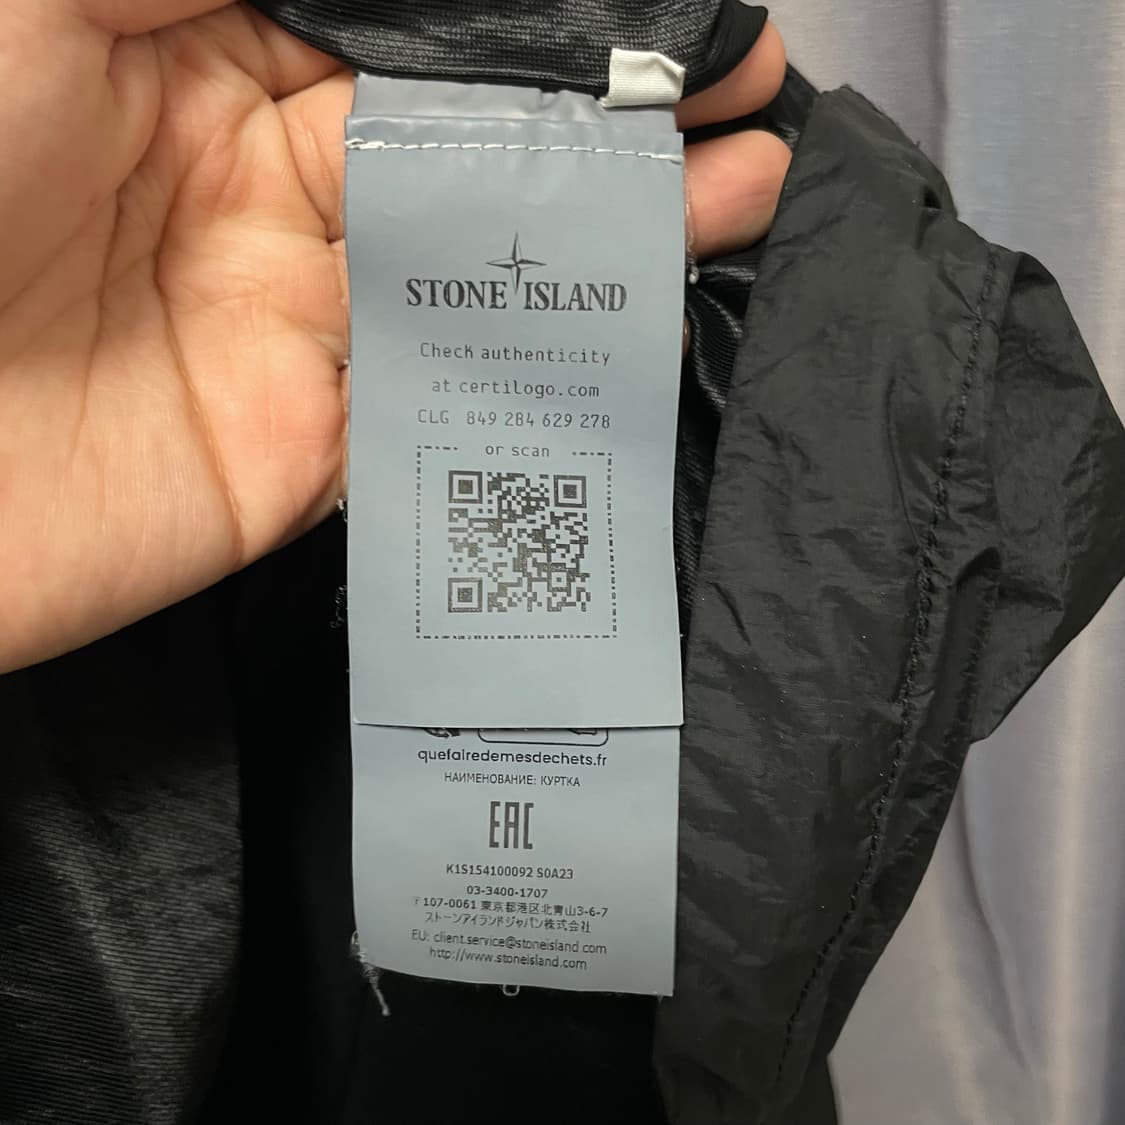 STONE ISLAND
Check authenticity
at certilogo.com
CLG 849 284 629 278
or scan
quefairedemesdechets.fr
НАИМЕНОВАНИЕ: КУРТКА
EAC
K1S154100092 S0A23
03-3400-1707
〒107-0061 東京都港区北青山3-6-7
ストーンアイランドジャパン株式会社
EU: client.service@stoneisland.com
http://www.stoneisland.com